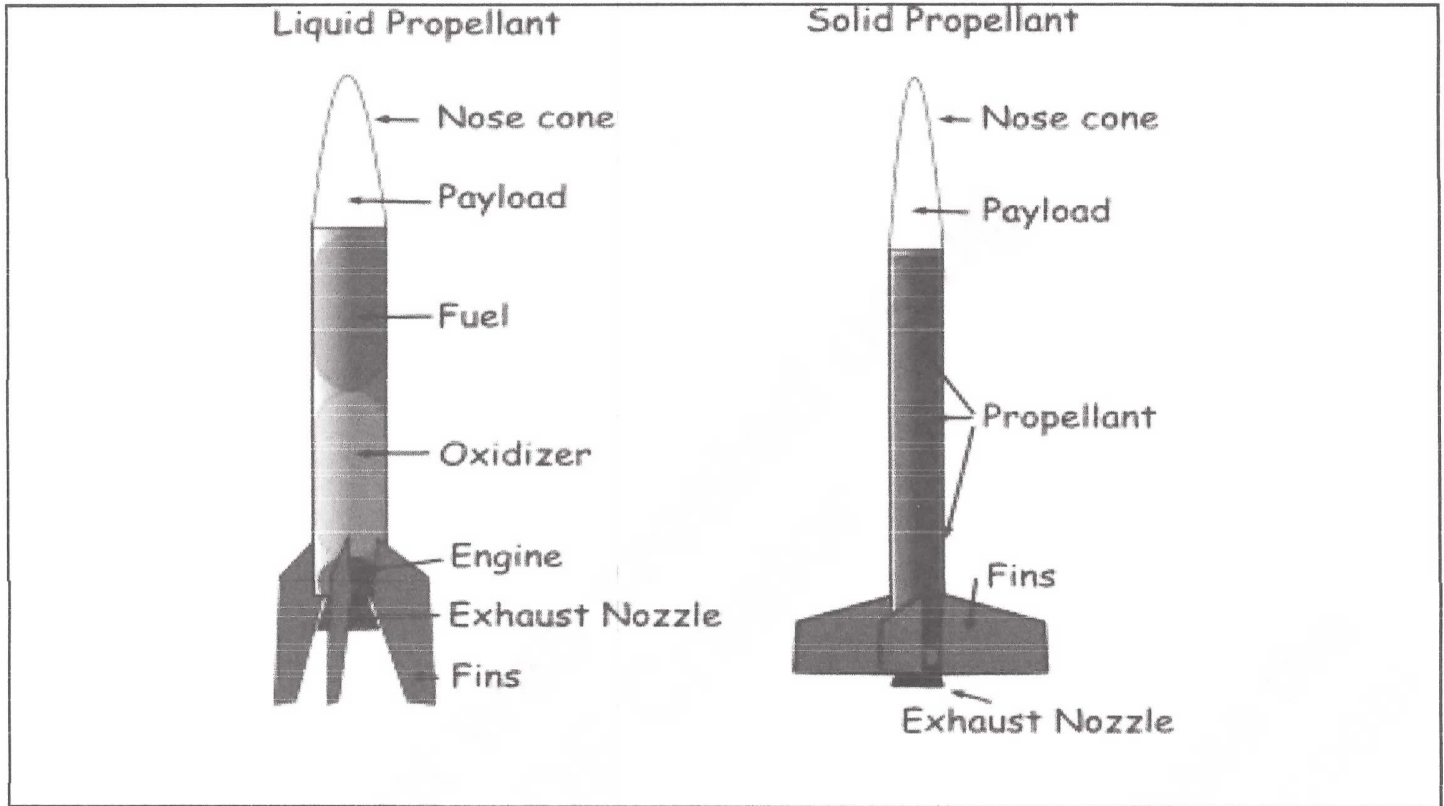 Liquid Propellant
Nose cone
Payload
Fuel
Oxidizer
Engine
Exhaust Nozzle
Fins
Solid Propellant
Nose cone
Payload
Propellant
Fins
Exhaust Nozzle